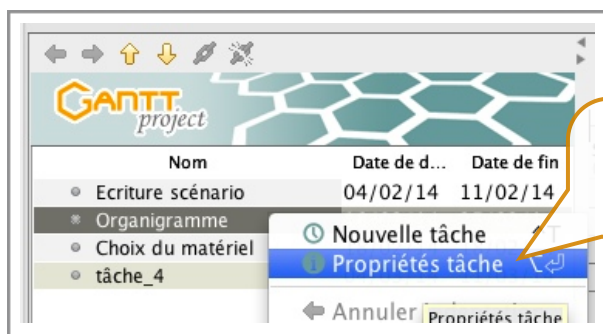 GANTT
project
Nom Date de d... Date de fin
Ecriture scénario 04/02/14 11/02/14
Organigramme
Choix du matériel
tâche_4
Nouvelle tâche
Propriétés tâche ⌥⏎
Annuler
Propriétés tâche